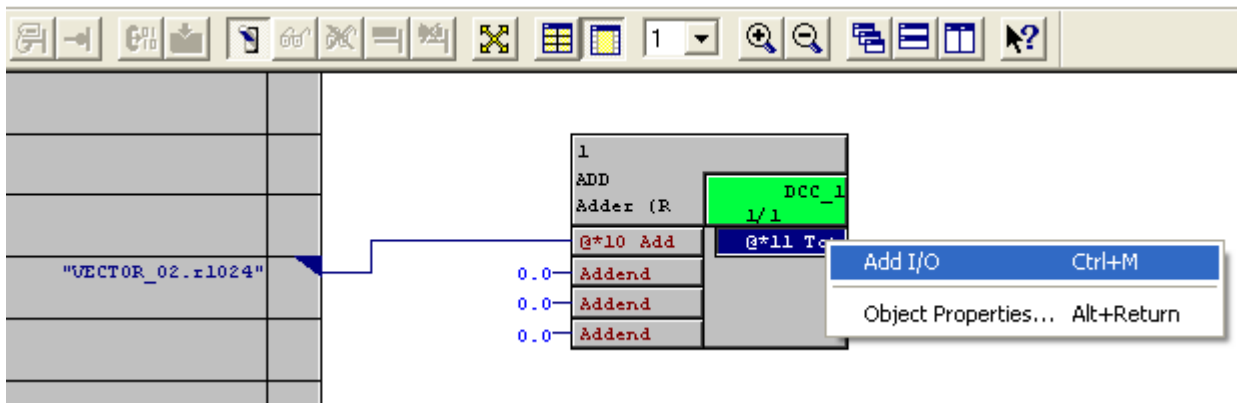 1
1
ADD
Adder (R
DCC_1
1/1
@*10 Add
@*11 To
"VECTOR_02.r1024"
0.0
Addend
0.0
Addend
0.0
Addend
Add I/O Ctrl+M
Object Properties... Alt+Return